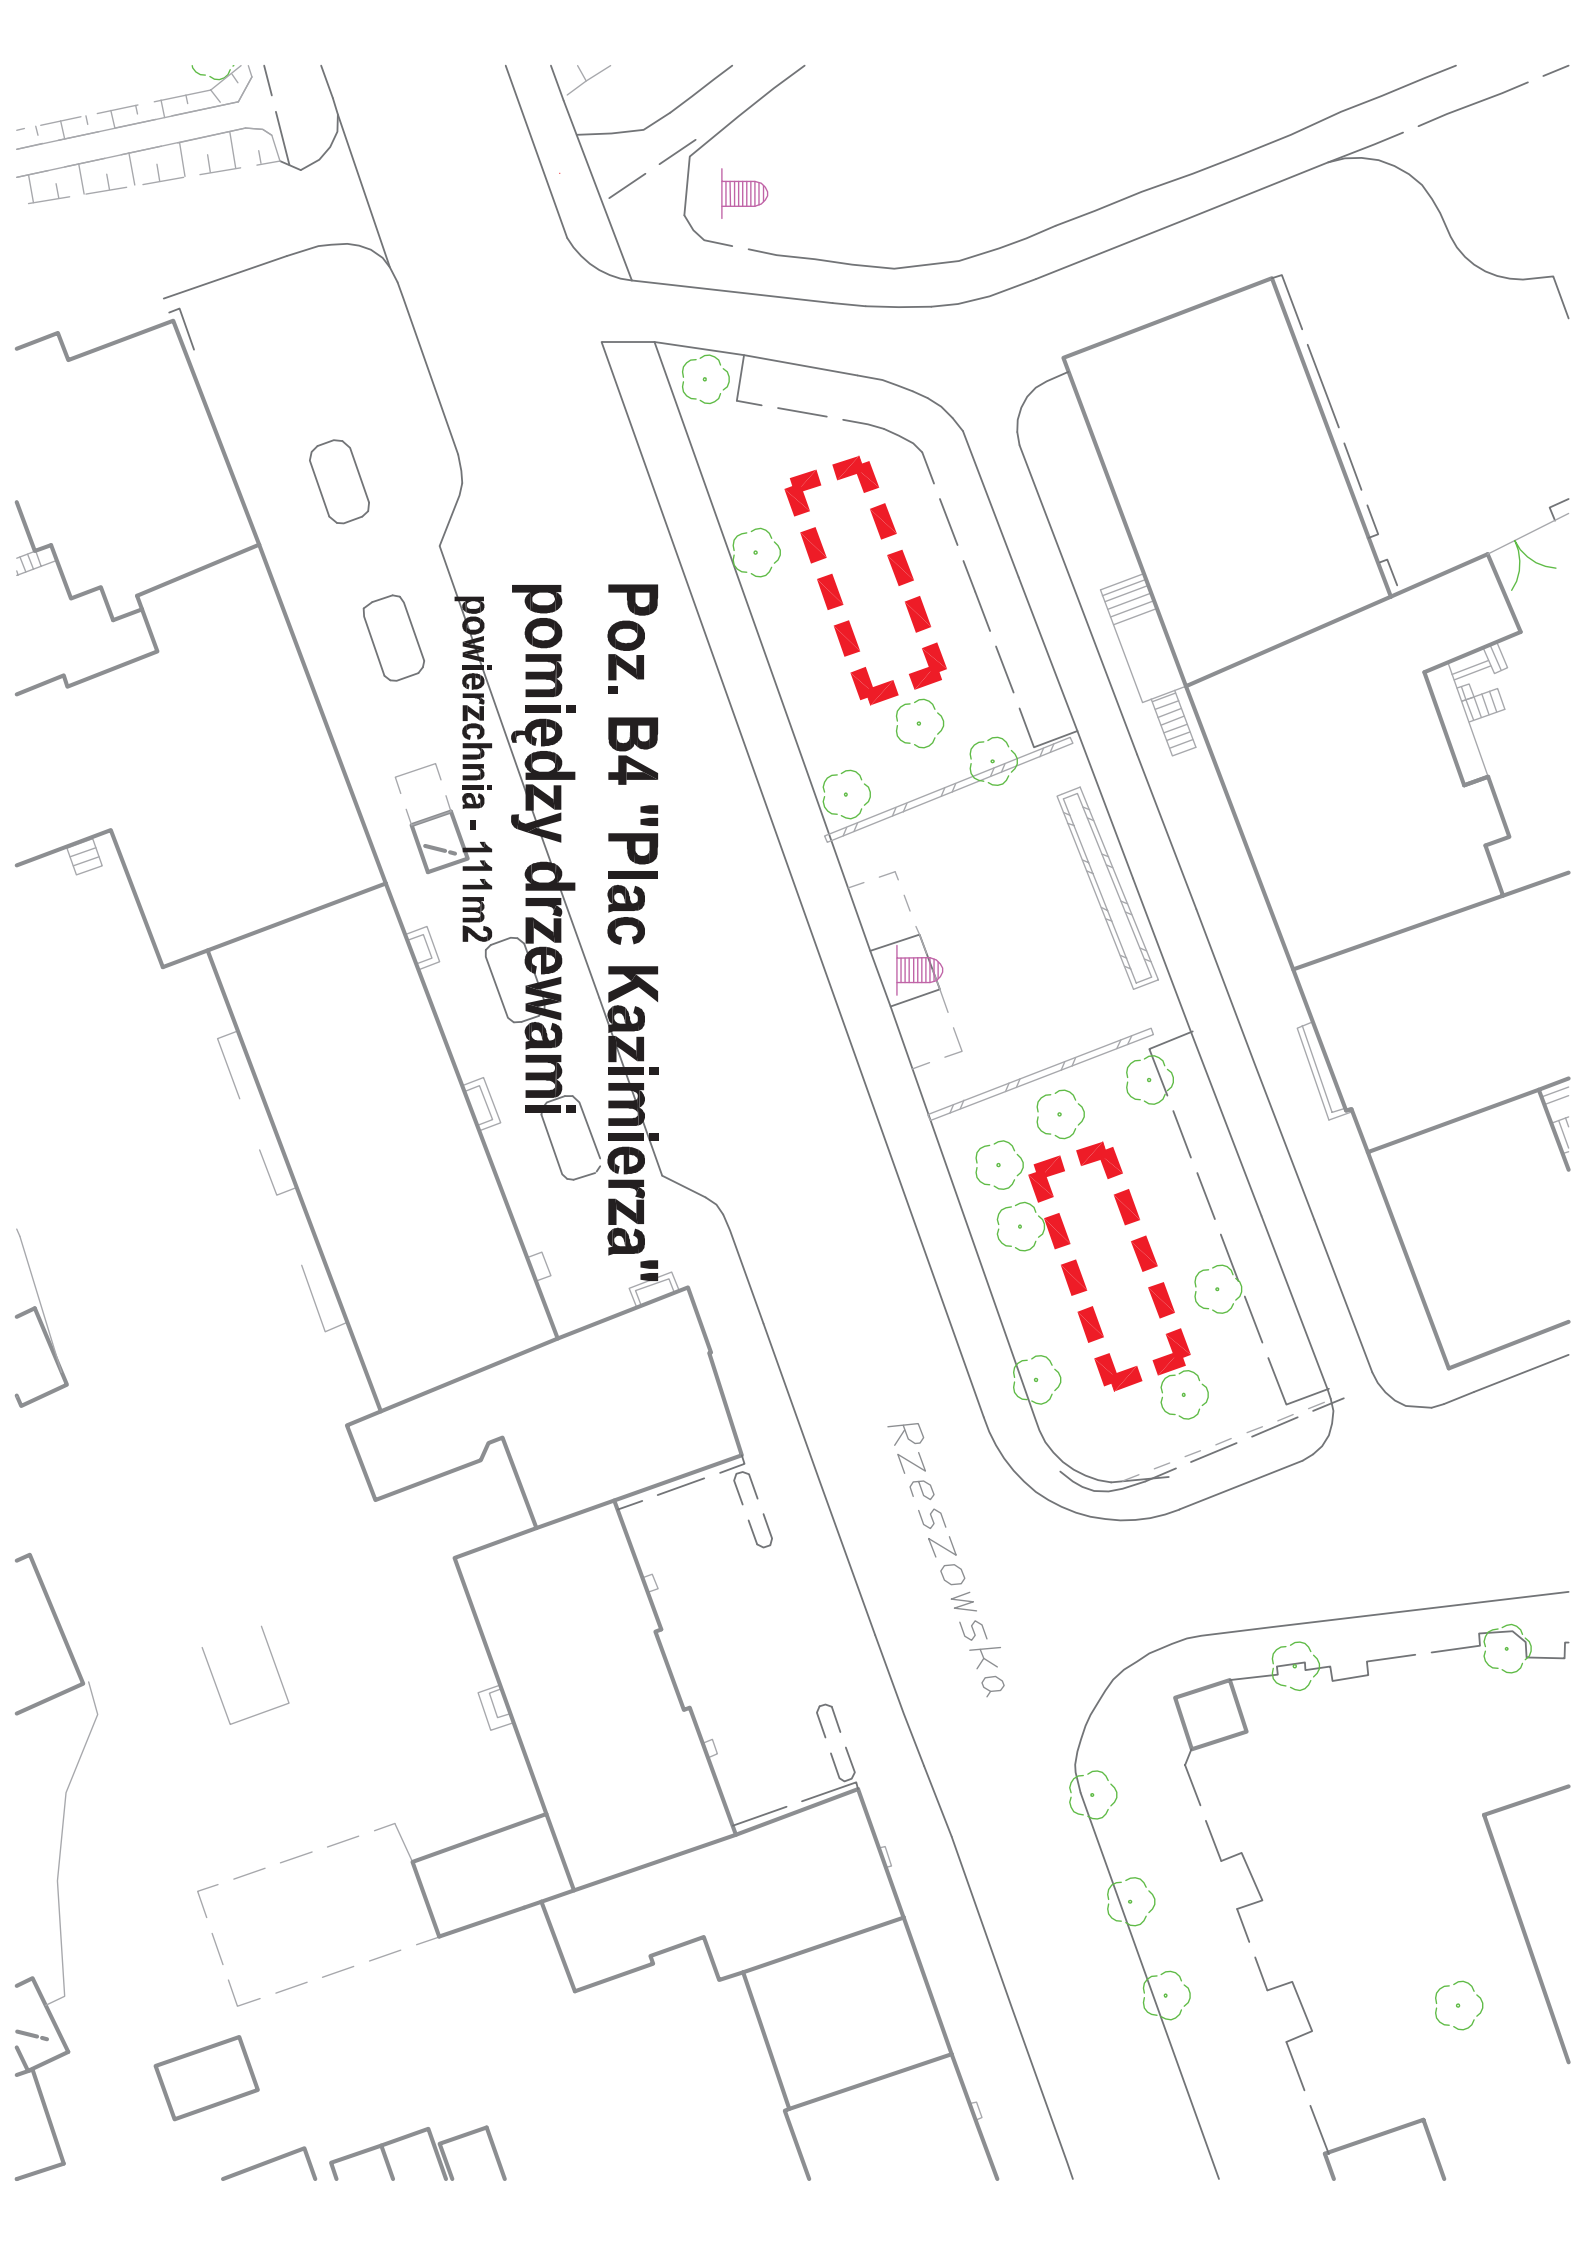 Poz. B4 "Plac Kazimierza"
pomiędzy drzewami
powierzchnia - 111m2
Rzeszowska